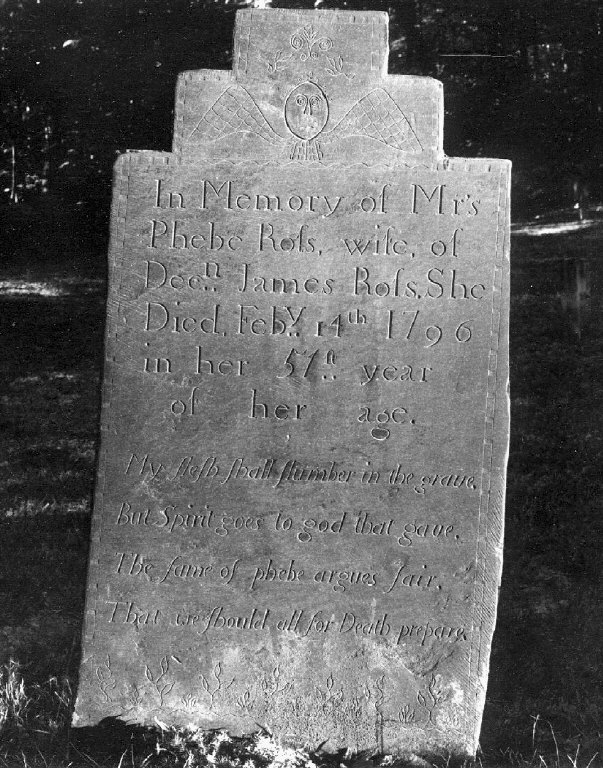 In Memory of Mrs
Phebe Roſs, wife, of
Deeⁿ. James Roſs. She
Died, Febʸ. 14ᵗʰ 1796
in her year
of her age.
My fleſh ſhall ſlumber in the grave.
But Spirit goes to god that gave.
The fame of phebe argues fair.
That we ſhould all for Death prepare.